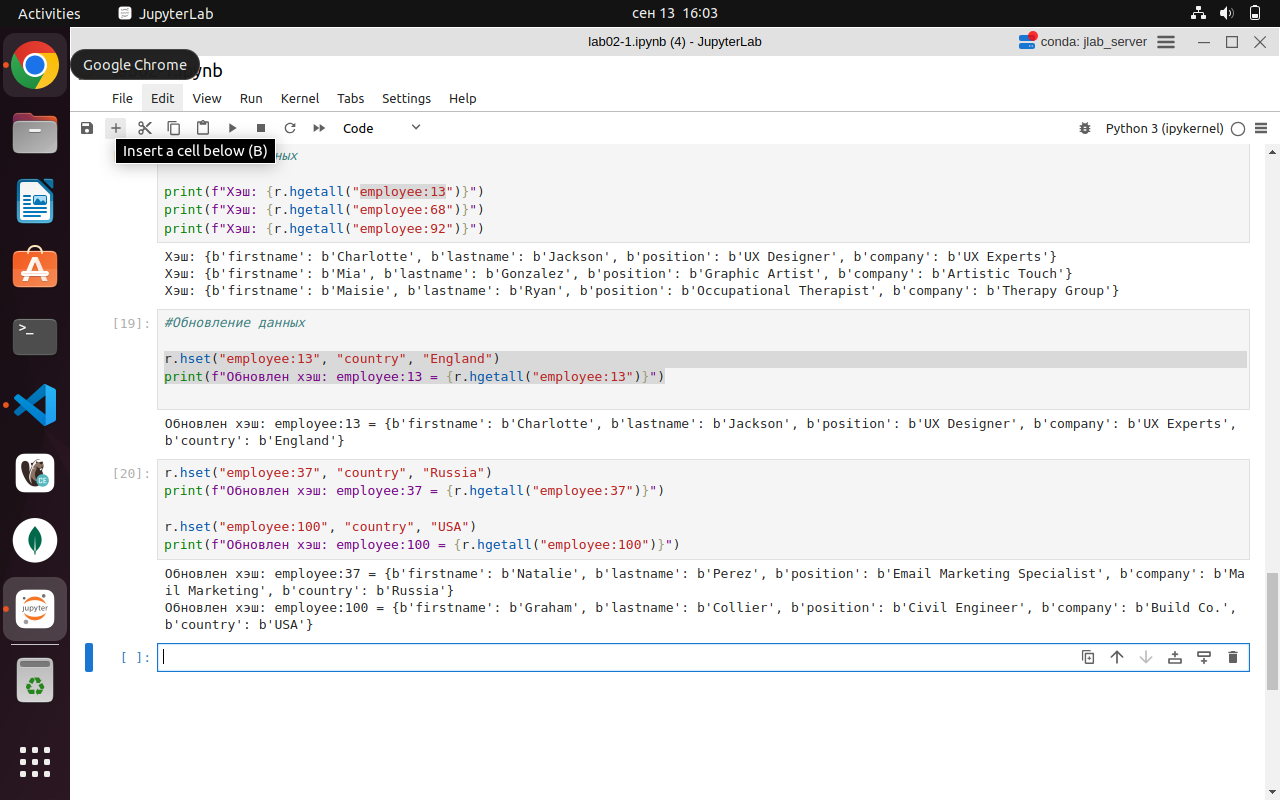 Activities
JupyterLab
сен 13 16:03
lab02-1.ipynb (4) - JupyterLab
conda: jlab_server
Google Chrome
ynb
File Edit View Run Kernel Tabs Settings Help
Code
Python 3 (ipykernel)
Insert a cell below (B)
ных
print(f"Хэш: {r.hgetall("employee:13")}")
print(f"Хэш: {r.hgetall("employee:68")}")
print(f"Хэш: {r.hgetall("employee:92")}")
Хэш: {b'firstname': b'Charlotte', b'lastname': b'Jackson', b'position': b'UX Designer', b'company': b'UX Experts'}
Хэш: {b'firstname': b'Mia', b'lastname': b'Gonzalez', b'position': b'Graphic Artist', b'company': b'Artistic Touch'}
Хэш: {b'firstname': b'Maisie', b'lastname': b'Ryan', b'position': b'Occupational Therapist', b'company': b'Therapy Group'}
[19]: #Обновление данных
r.hset("employee:13", "country", "England")
print(f"Обновлен хэш: employee:13 = {r.hgetall("employee:13")}")
Обновлен хэш: employee:13 = {b'firstname': b'Charlotte', b'lastname': b'Jackson', b'position': b'UX Designer', b'company': b'UX Experts',
b'country': b'England'}
[20]: r.hset("employee:37", "country", "Russia")
print(f"Обновлен хэш: employee:37 = {r.hgetall("employee:37")}")
r.hset("employee:100", "country", "USA")
print(f"Обновлен хэш: employee:100 = {r.hgetall("employee:100")}")
Обновлен хэш: employee:37 = {b'firstname': b'Natalie', b'lastname': b'Perez', b'position': b'Email Marketing Specialist', b'company': b'Ma
il Marketing', b'country': b'Russia'}
Обновлен хэш: employee:100 = {b'firstname': b'Graham', b'lastname': b'Collier', b'position': b'Civil Engineer', b'company': b'Build Co.',
b'country': b'USA'}
[ ]: